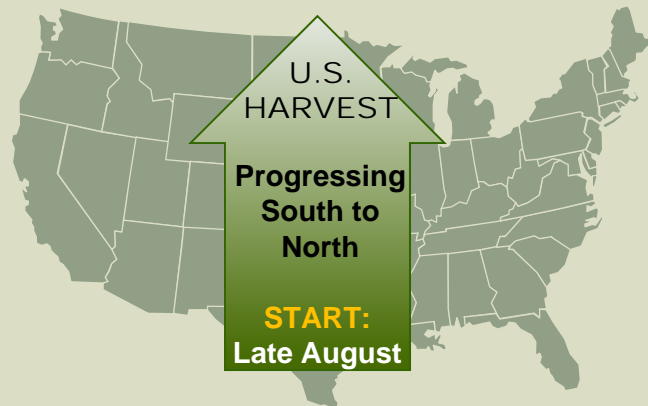 U.S.
HARVEST
Progressing
South to
North
START:
Late August